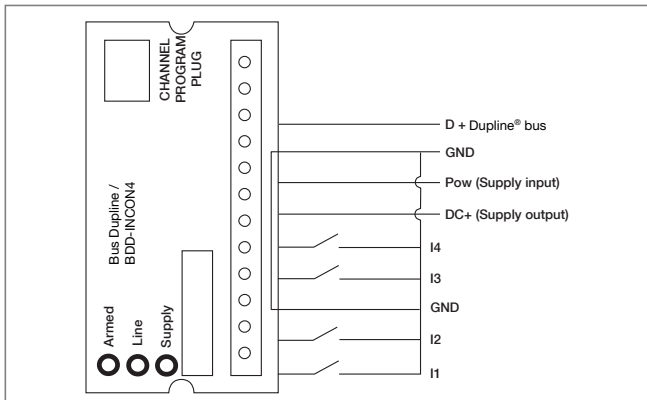 CHANNEL
PROGRAM
PLUG
Bus Dupline /
BDD-INCON4
Armed
Line
Supply
D + Dupline® bus
GND
Pow (Supply input)
DC+ (Supply output)
I4
I3
GND
I2
I1